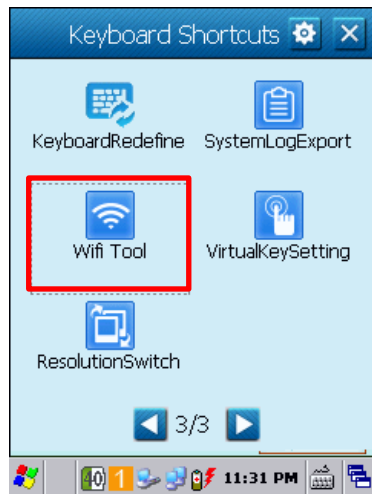 Keyboard Shortcuts
KeyboardRedefine SystemLogExport
Wifi Tool VirtualKeySetting
ResolutionSwitch
3/3
40 1 11:31 PM